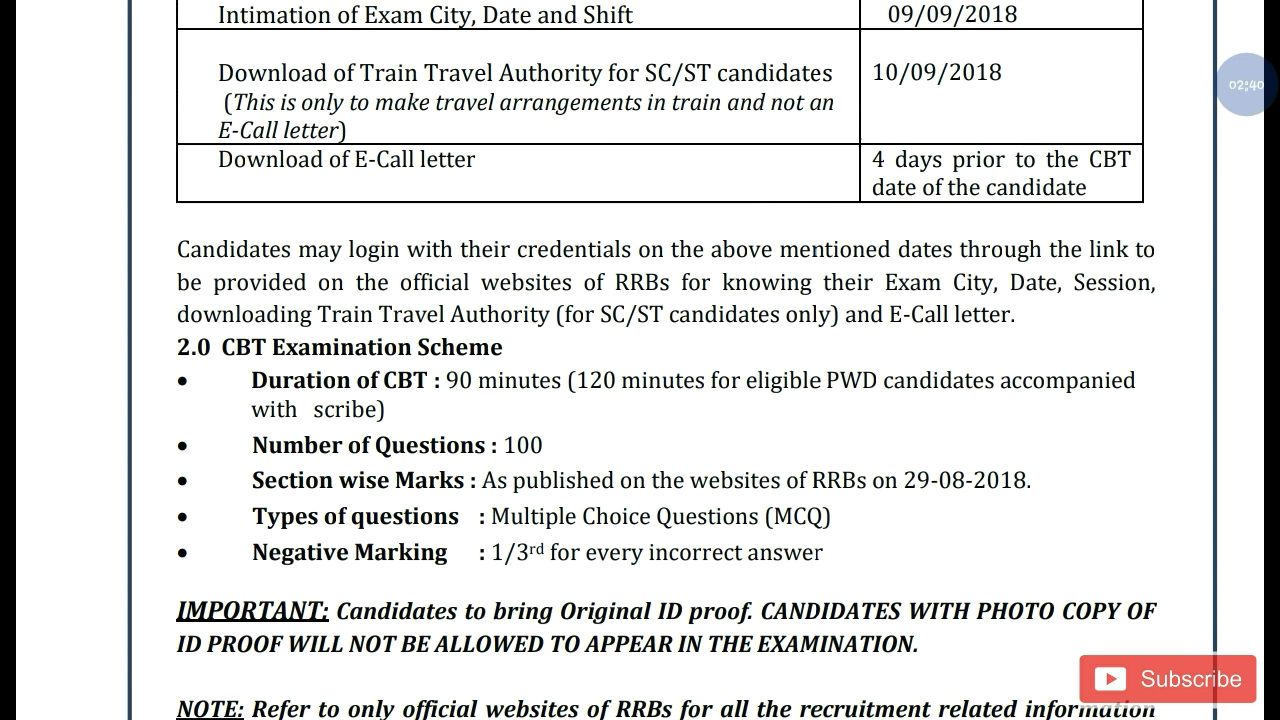 Intimation of Exam City, Date and Shift 09/09/2018
Download of Train Travel Authority for SC/ST candidates 10/09/2018
(This is only to make travel arrangements in train and not an
E-Call letter)
Download of E-Call letter 4 days prior to the CBT
date of the candidate
02:40
Candidates may login with their credentials on the above mentioned dates through the link to
be provided on the official websites of RRBs for knowing their Exam City, Date, Session,
downloading Train Travel Authority (for SC/ST candidates only) and E-Call letter.
2.0 CBT Examination Scheme
• Duration of CBT : 90 minutes (120 minutes for eligible PWD candidates accompanied
with scribe)
• Number of Questions : 100
• Section wise Marks : As published on the websites of RRBs on 29-08-2018.
• Types of questions : Multiple Choice Questions (MCQ)
• Negative Marking : 1/3rd for every incorrect answer
IMPORTANT: Candidates to bring Original ID proof. CANDIDATES WITH PHOTO COPY OF
ID PROOF WILL NOT BE ALLOWED TO APPEAR IN THE EXAMINATION.
Subscribe
NOTE: Refer to only official websites of RRBs for all the recruitment related information